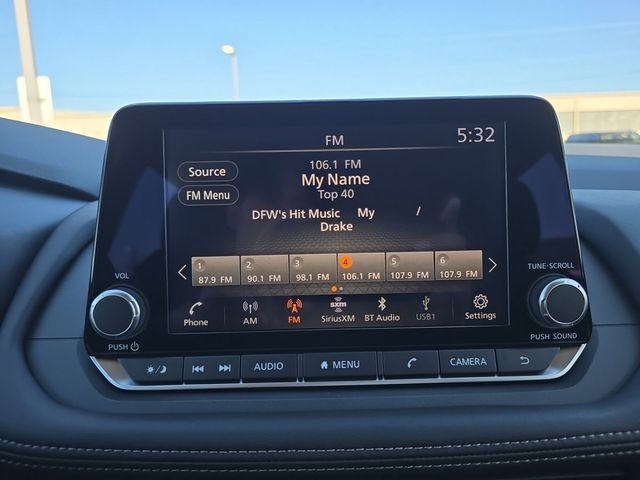 FM
5:32
Source
106.1 FM
My Name
FM Menu
Top 40
DFW's Hit Music My /
Drake
1 2 3 4 5 6
87.9 FM 90.1 FM 98.1 FM 106.1 FM 107.9 FM 107.9 FM
sxm
Phone AM FM SiriusXM BT Audio USB1 Settings
VOL
PUSH
TUNE·SCROLL
PUSH SOUND
AUDIO MENU CAMERA